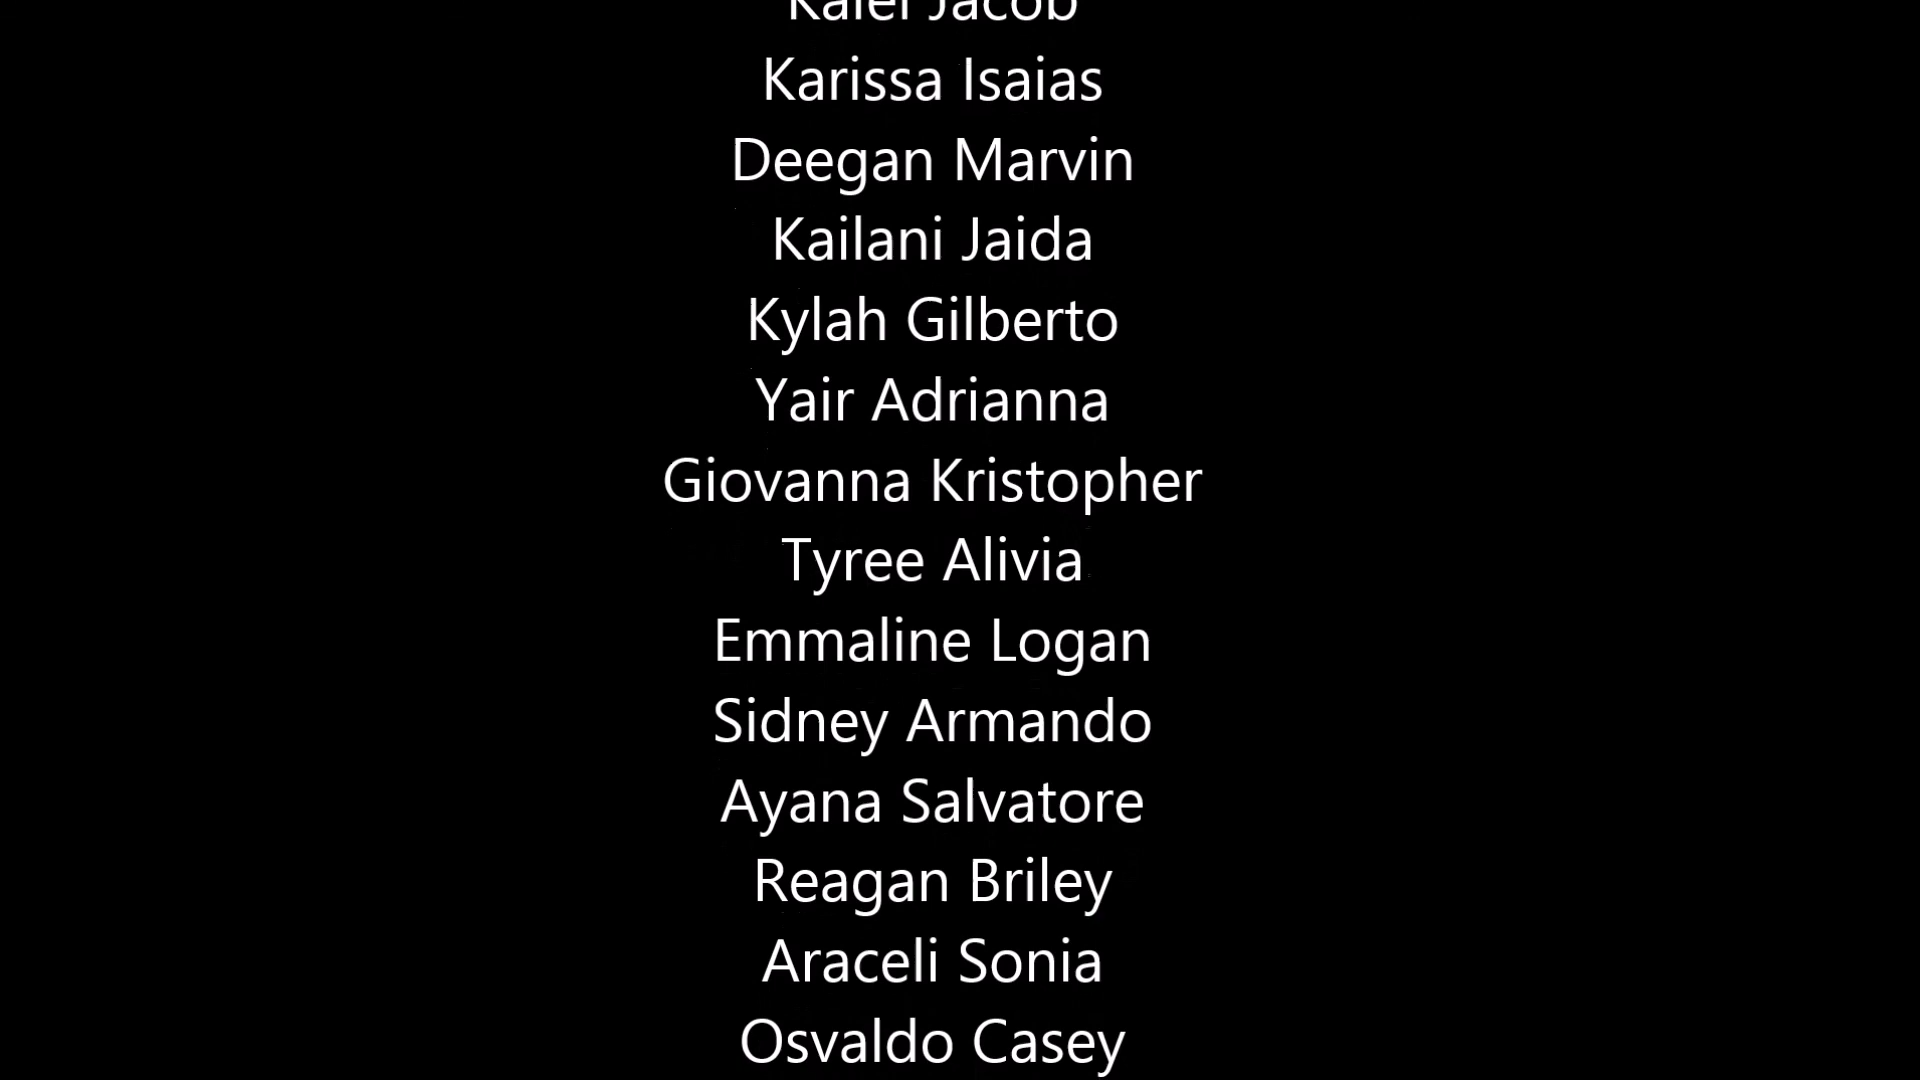 Jacob
Karissa Isaias
Deegan Marvin
Kailani Jaida
Kylah Gilberto
Yair Adrianna
Giovanna Kristopher
Tyree Alivia
Emmaline Logan
Sidney Armando
Ayana Salvatore
Reagan Briley
Araceli Sonia
Osvaldo Casey